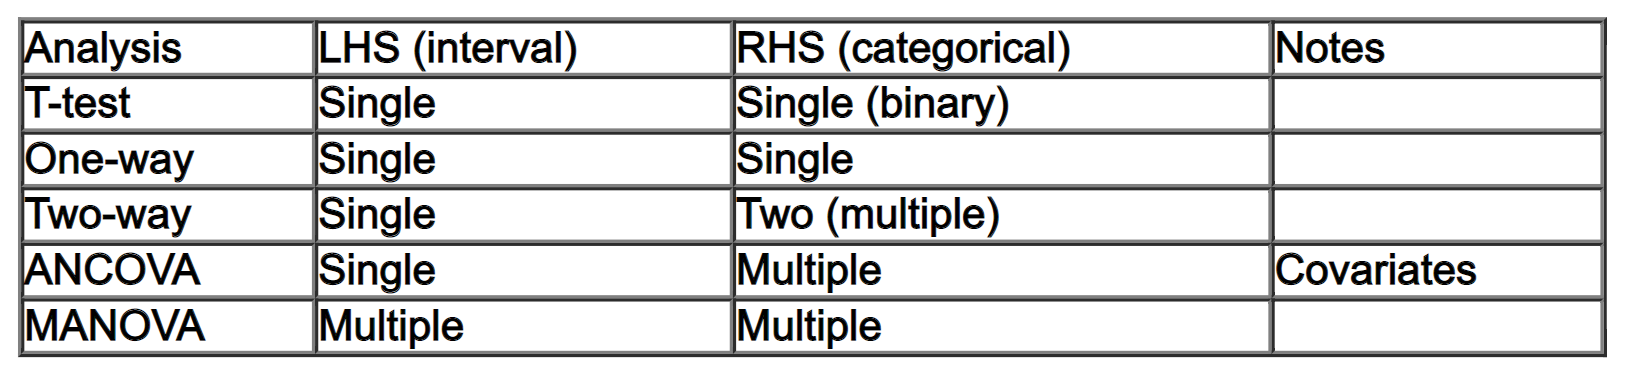 Analysis LHS (interval) RHS (categorical) Notes
T-test Single Single (binary)
One-way Single Single
Two-way Single Two (multiple)
ANCOVA Single Multiple Covariates
MANOVA Multiple Multiple